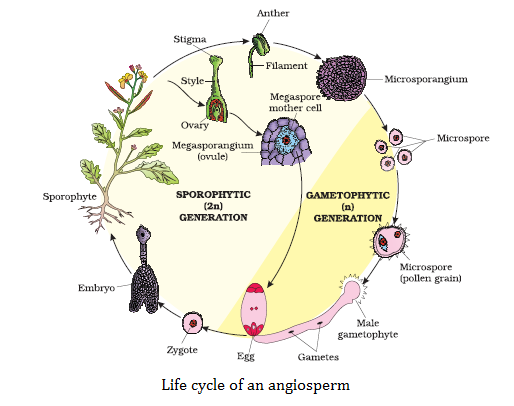 Anther
Stigma
Filament
Style
Microsporangium
Megaspore
mother cell
Ovary
Microspore
Megasporangium
(ovule)
SPOROPHYTIC
(2n)
GENERATION
GAMETOPHYTIC
(n)
GENERATION
Sporophyte
Microspore
(pollen grain)
Embryo
Male
gametophyte
Zygote
Egg
Gametes
Life cycle of an angiosperm